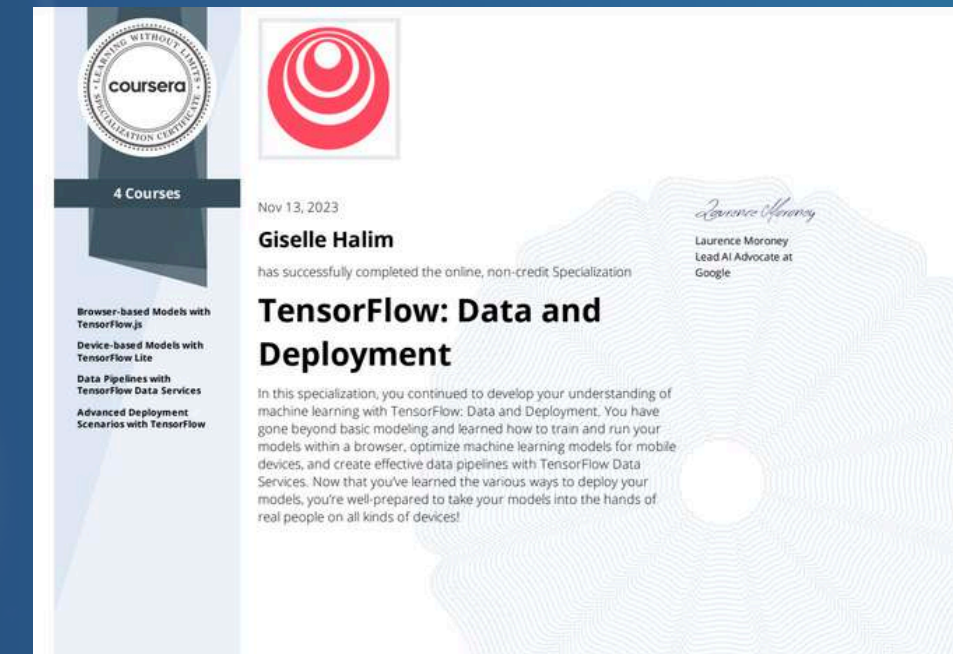 LEARNING WITHOUT LIMITS
coursera
SPECIALIZATION CERTIFICATE
4 Courses
Browser-based Models with
TensorFlow.js
Device-based Models with
TensorFlow Lite
Data Pipelines with
TensorFlow Data Services
Advanced Deployment
Scenarios with TensorFlow
Nov 13, 2023
Giselle Halim
has successfully completed the online, non-credit Specialization
TensorFlow: Data and
Deployment
In this specialization, you continued to develop your understanding of
machine learning with TensorFlow: Data and Deployment. You have
gone beyond basic modeling and learned how to train and run your
models within a browser, optimize machine learning models for mobile
devices, and create effective data pipelines with TensorFlow Data
Services. Now that you've learned the various ways to deploy your
models, you're well-prepared to take your models into the hands of
real people on all kinds of devices!
Laurence Moroney
Laurence Moroney
Lead AI Advocate at
Google